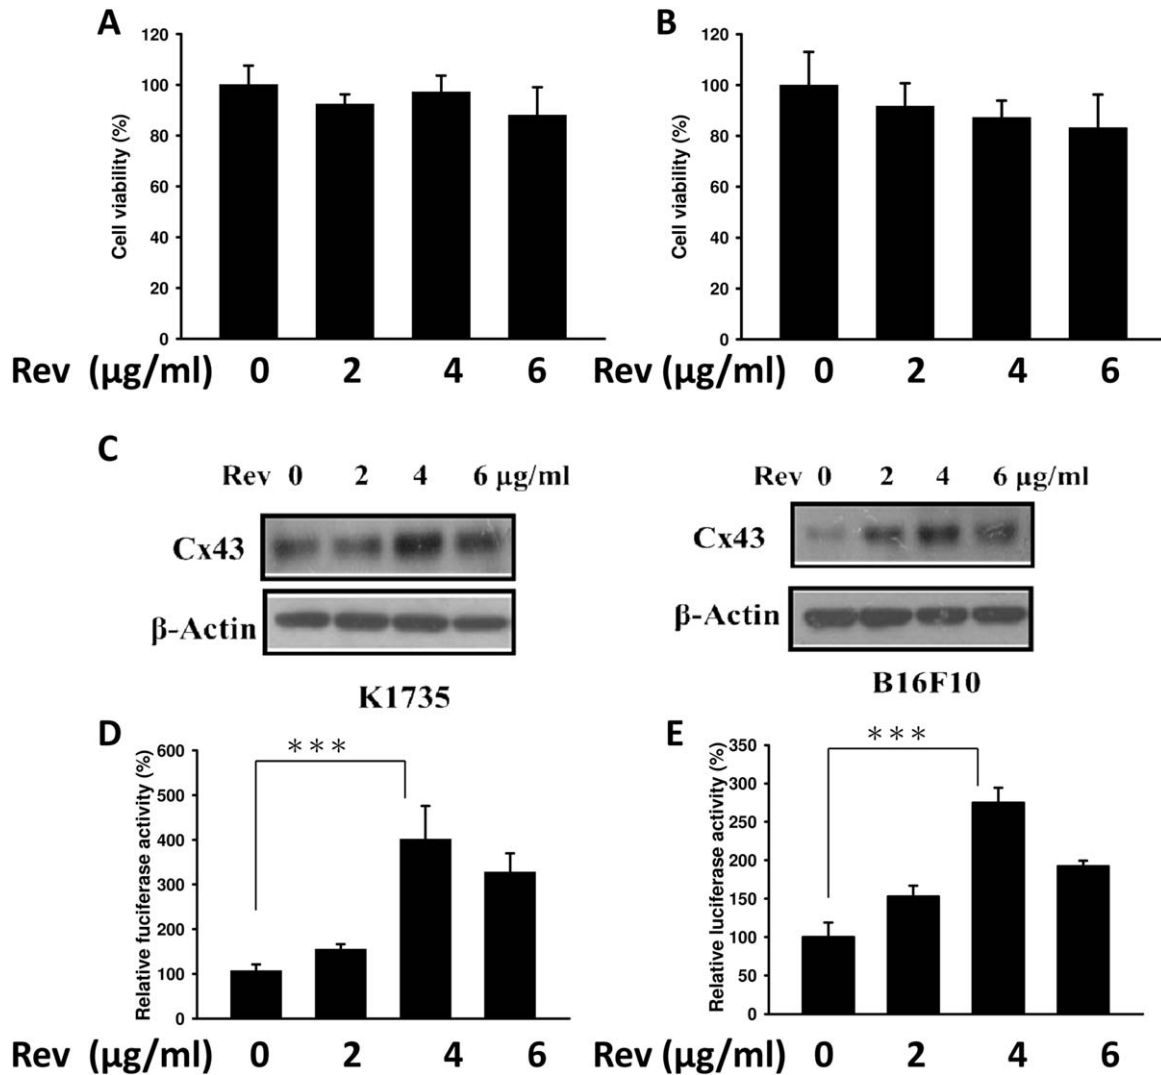 A
B
120
100
80
60
40
20
0
Cell viability (%)
Rev (μg/ml) 0 2 4 6
120
100
80
60
40
20
0
Cell viability (%)
Rev (μg/ml) 0 2 4 6
C
Rev 0 2 4 6 μg/ml
Cx43
β-Actin
K1735
Rev 0 2 4 6 μg/ml
Cx43
β-Actin
B16F10
D
600
500
400
300
200
100
0
Relative fuciferase activity (%)
***
Rev (μg/ml) 0 2 4 6
E
350
300
250
200
150
100
50
0
Relative luciferase activity (%)
***
Rev (μg/ml) 0 2 4 6